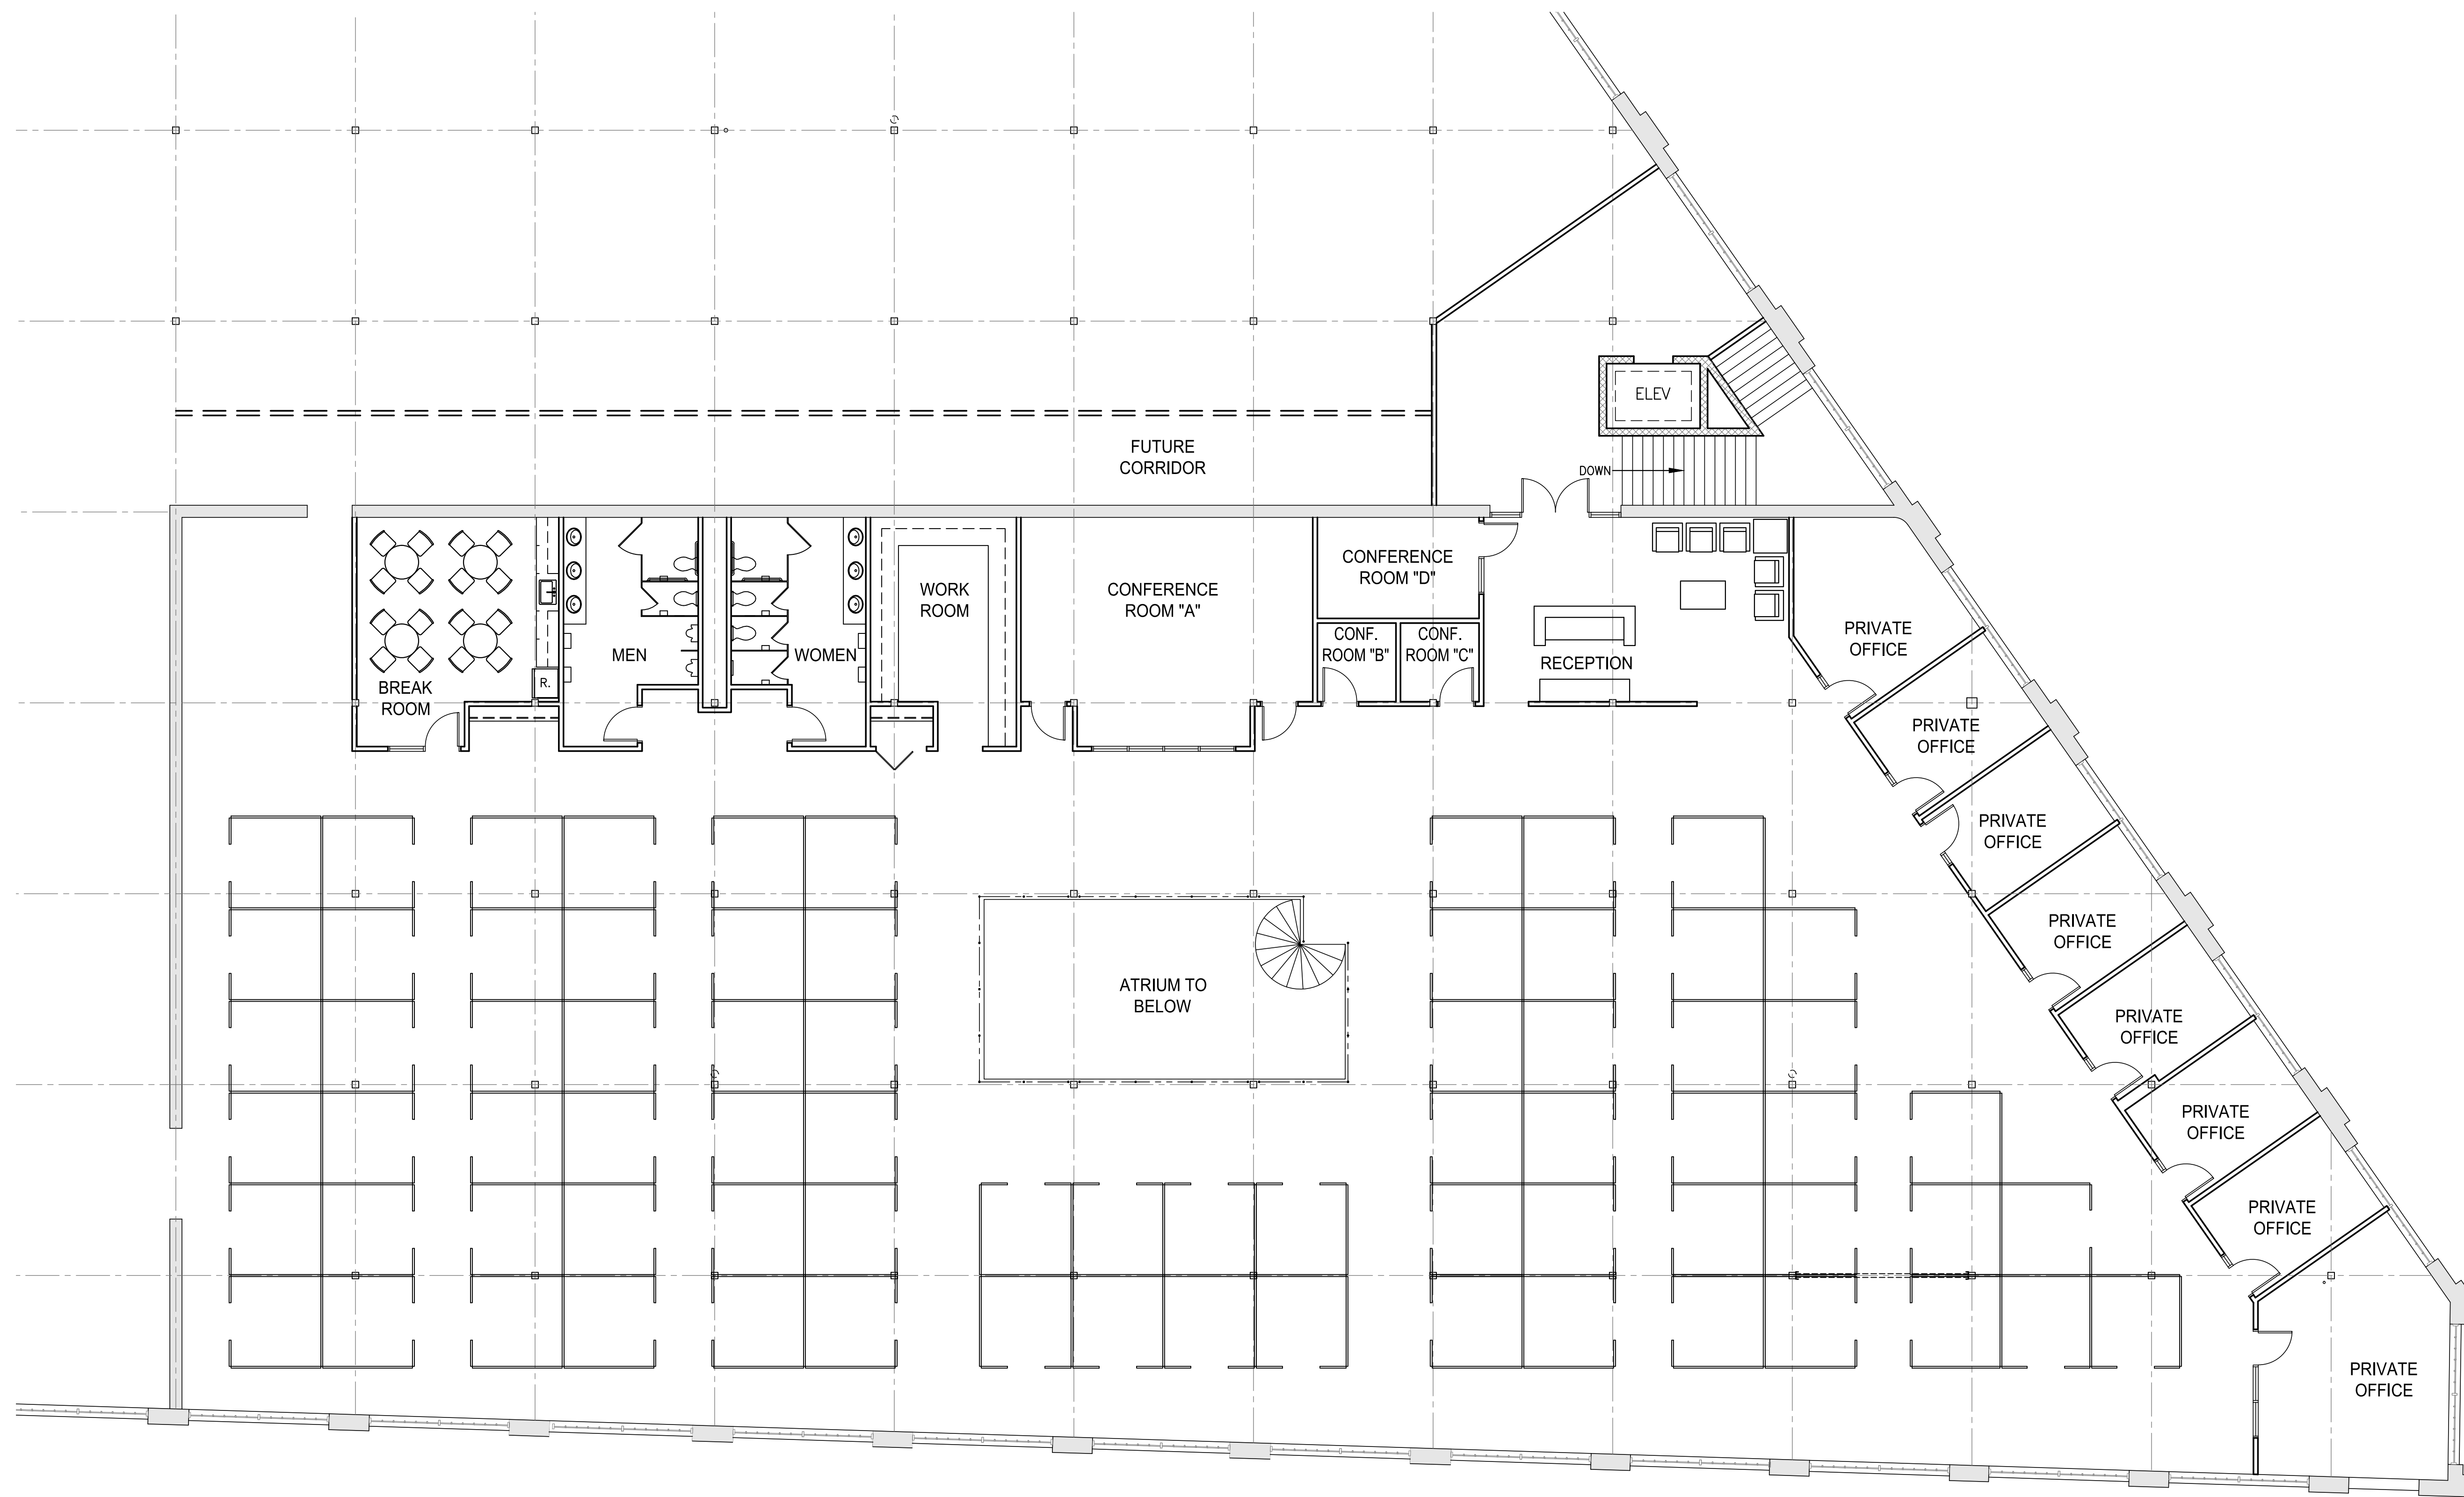 ELEV
FUTURE
CORRIDOR
DOWN
CONFERENCE
ROOM "D"
WORK
ROOM
CONFERENCE
ROOM "A"
CONF.
ROOM "B"
CONF.
ROOM "C"
MEN
WOMEN
RECEPTION
R.
BREAK
ROOM
PRIVATE
OFFICE
PRIVATE
OFFICE
PRIVATE
OFFICE
PRIVATE
OFFICE
ATRIUM TO
BELOW
PRIVATE
OFFICE
PRIVATE
OFFICE
PRIVATE
OFFICE
PRIVATE
OFFICE